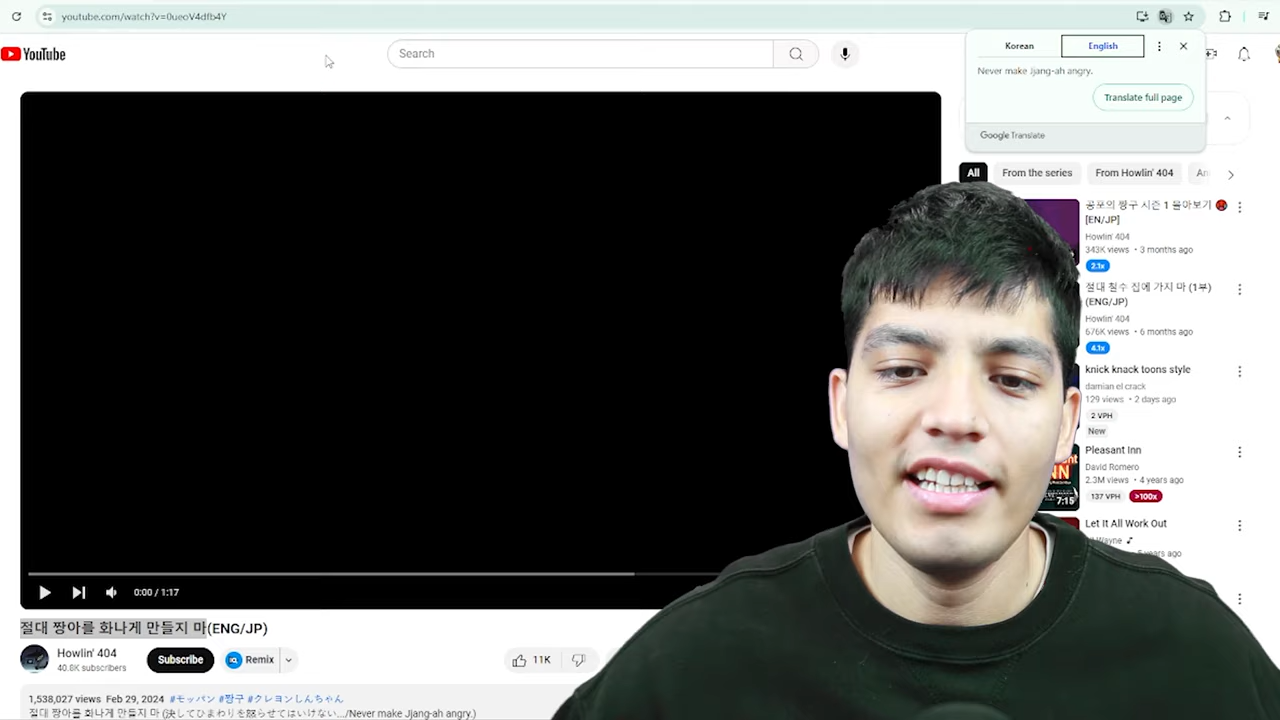 youtube.com/watch?v=0ueoV4dfb4Y
YouTube
Search
Korean
English
Never make Jjang-ah angry.
Translate full page
Google Translate
All
From the series
From Howlin' 404
공포의 짱구 시즌 1 몰아보기
[EN/JP]
Howlin' 404
343K views • 3 months ago
2.1x
절대 철수 집에 가지 마 (1부)
(ENG/JP)
Howlin' 404
676K views • 6 months ago
4.1x
knick knack toons style
damian el crack
129 views • 2 days ago
2 VPH
New
Pleasant Inn
David Romero
2.3M views • 4 years ago
137 VPH >100x
7:15
Let It All Work Out
Wayne
years ago
0:00 / 1:17
절대 짱아를 화나게 만들지 마(ENG/JP)
Howlin' 404
40.8K subscribers
Subscribe
Remix
11K
1,538,027 views Feb 29, 2024 #モッパン #짱구 #クレヨンしんちゃん
절대 짱아를 화나게 만들지 마 (決してひまわりを怒らせてはいけない.../Never make Jjang-ah angry.)